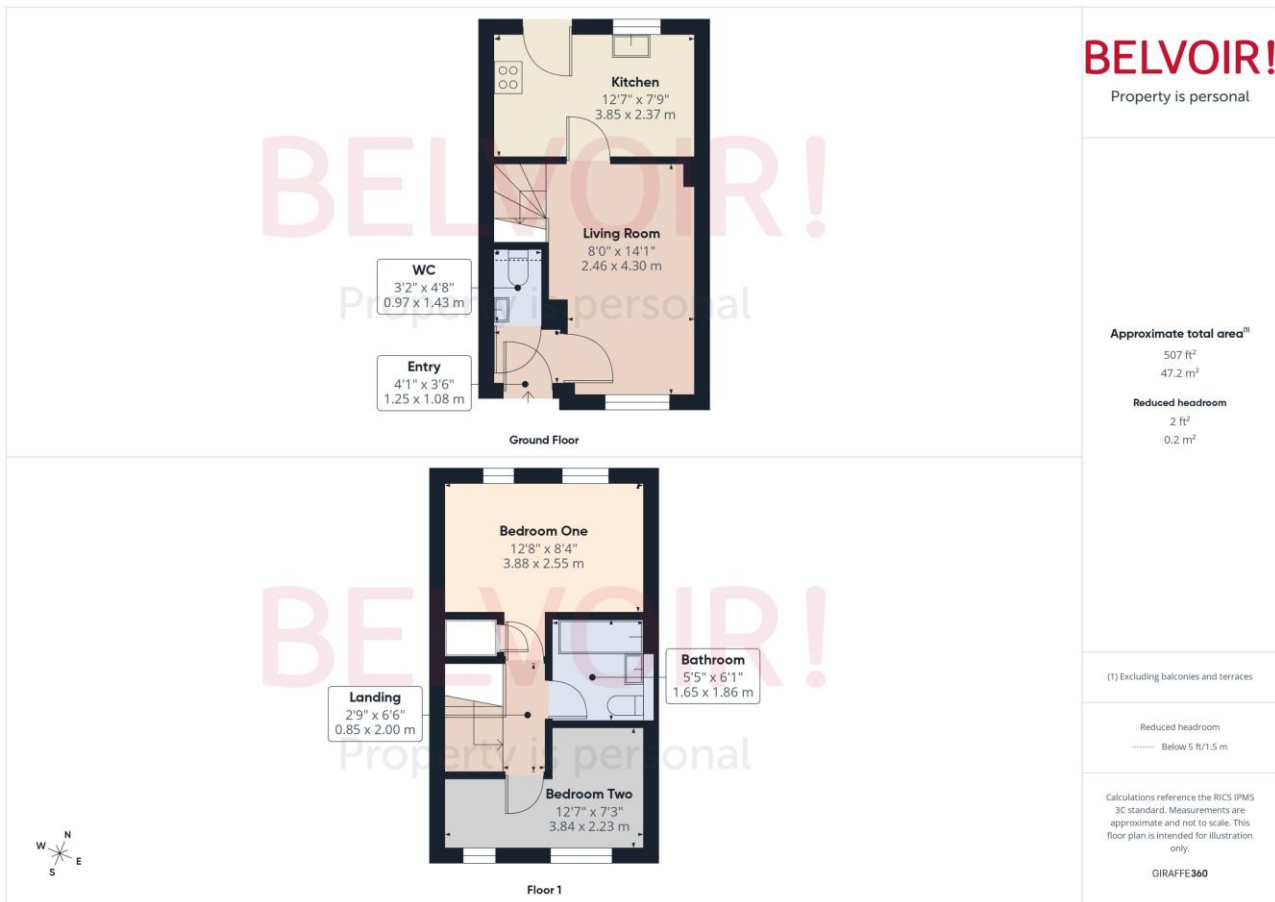 Kitchen
12'7" x 7'9"
3.85 x 2.37 m
BELVOIR!
Property is personal
Living Room
8'0" x 14'1"
2.46 x 4.30 m
WC
3'2" x 4'8"
0.97 x 1.43 m
Entry
4'1" x 3'6"
1.25 x 1.08 m
Ground Floor
Bedroom One
12'8" x 8'4"
3.88 x 2.55 m
BELVOIR!
Property is personal
Bathroom
5'5" x 6'1"
1.65 x 1.86 m
Landing
2'9" x 6'6"
0.85 x 2.00 m
Bedroom Two
12'7" x 7'3"
3.84 x 2.23 m
N
W
E
S
Floor 1
BELVOIR!
Property is personal
Approximate total area(1)
507 ft²
47.2 m²
Reduced headroom
2 ft²
0.2 m²
(1) Excluding balconies and terraces
Reduced headroom
Below 5 ft/1.5 m
Calculations reference the RICS IPMS
3C standard. Measurements are
approximate and not to scale. This
floor plan is intended for illustration
only.
GIRAFFE360